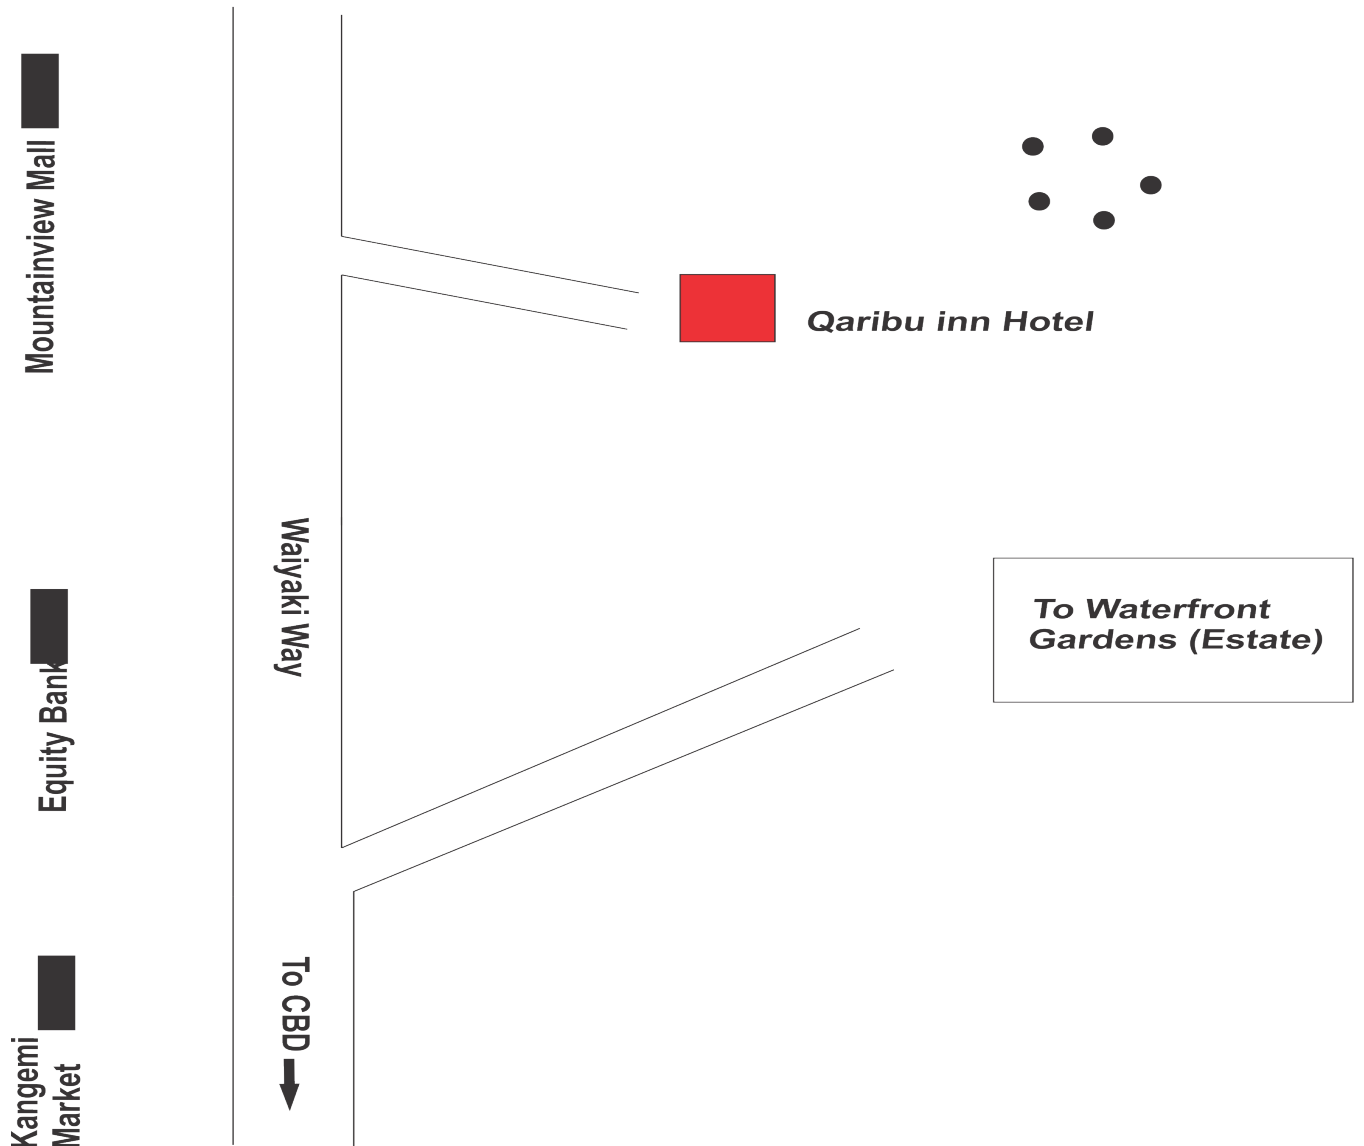 Mountainview Mall
Qaribu inn Hotel
Waiyaki Way
To Waterfront
Gardens (Estate)
Equity Bank
To CBD
Kangemi
Market